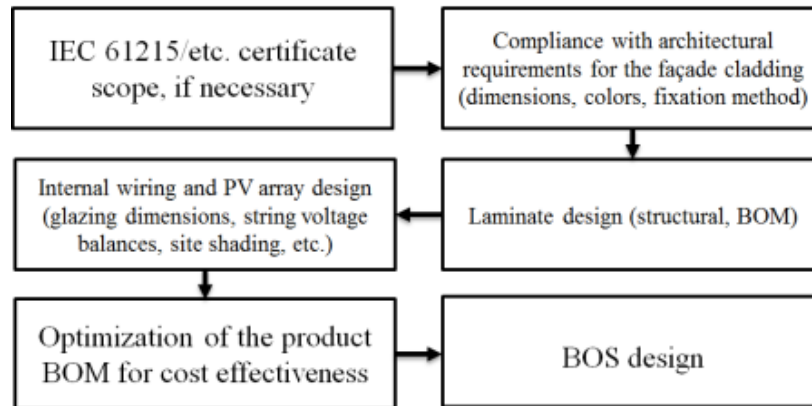 IEC 61215/etc. certificate
scope, if necessary
Compliance with architectural
requirements for the façade cladding
(dimensions, colors, fixation method)
Laminate design (structural, BOM)
Internal wiring and PV array design
(glazing dimensions, string voltage
balances, site shading, etc.)
Optimization of the product
BOM for cost effectiveness
BOS design